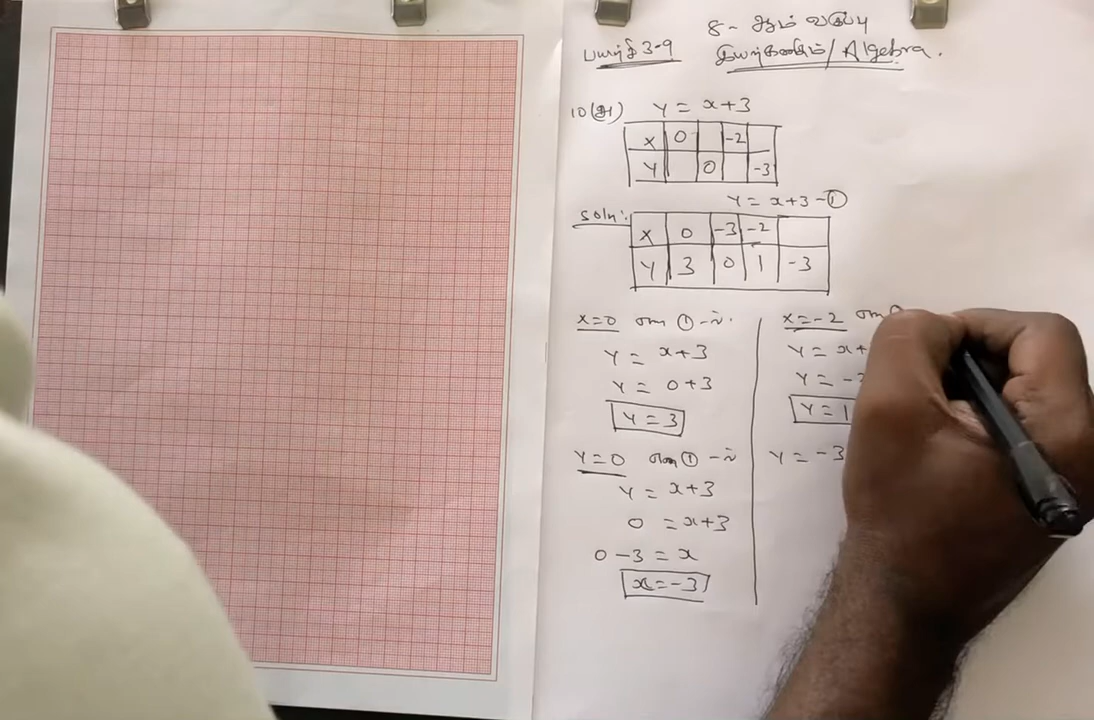 8-ஆம் வகுப்பு
பயிற்சி 3-9 இயற்கணிதம்/Algebra.
10(அ) Y = x+3
X 0 -2
Y 0 -3
Soln: Y = x+3 -①
X 0 -3 -2
Y 3 0 1 -3
x=0 என ①-ல்.
Y = x+3
Y = 0+3
Y = 3
Y=0 என ①-ல்
Y = x+3
0 = x+3
0 -3 = x
x = -3
x=-2 என
Y = x+
Y = -
Y = 1
Y = -3